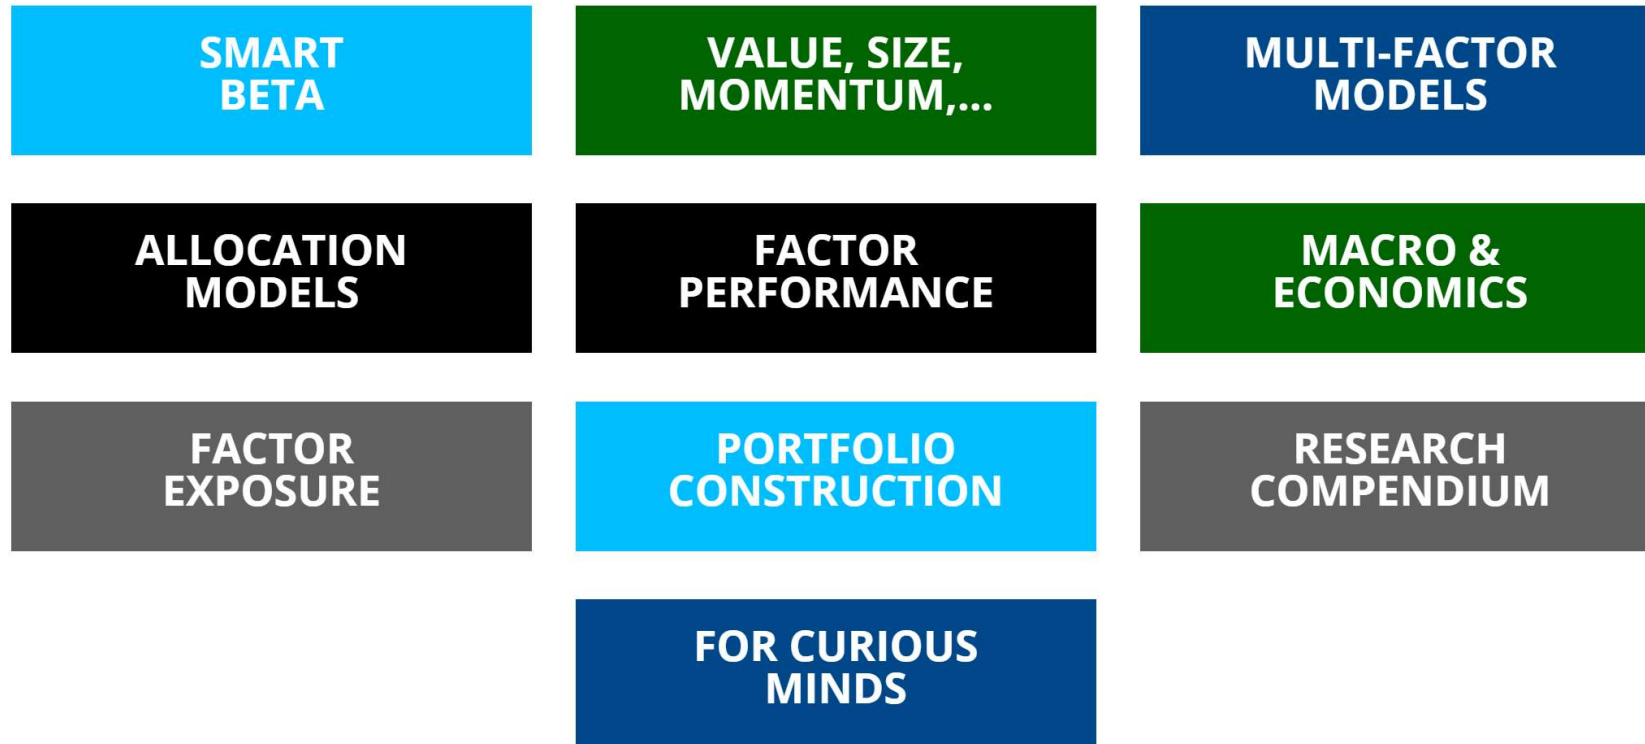 SMART
BETA
VALUE, SIZE,
MOMENTUM,...
MULTI-FACTOR
MODELS
ALLOCATION
MODELS
FACTOR
PERFORMANCE
MACRO &
ECONOMICS
FACTOR
EXPOSURE
PORTFOLIO
CONSTRUCTION
RESEARCH
COMPENDIUM
FOR CURIOUS
MINDS